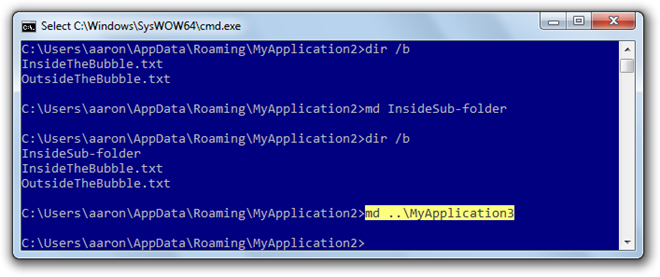 Select C:\Windows\SysWOW64\cmd.exe
C:\Users\aaron\AppData\Roaming\MyApplication2>dir /b
InsideTheBubble.txt
OutsideTheBubble.txt
C:\Users\aaron\AppData\Roaming\MyApplication2>md InsideSub-folder
C:\Users\aaron\AppData\Roaming\MyApplication2>dir /b
InsideSub-folder
InsideTheBubble.txt
OutsideTheBubble.txt
C:\Users\aaron\AppData\Roaming\MyApplication2>md ..\MyApplication3
C:\Users\aaron\AppData\Roaming\MyApplication2>